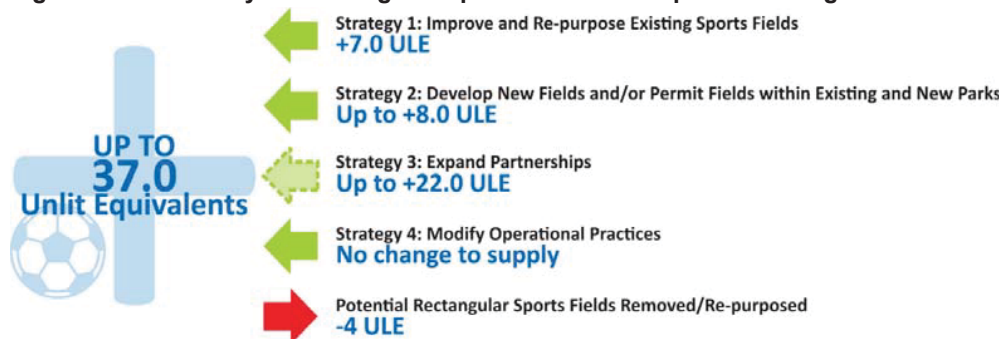 UP TO
37.0
Unlit Equivalents
Strategy 1: Improve and Re-purpose Existing Sports Fields
+7.0 ULE
Strategy 2: Develop New Fields and/or Permit Fields within Existing and New Parks
Up to +8.0 ULE
Strategy 3: Expand Partnerships
Up to +22.0 ULE
Strategy 4: Modify Operational Practices
No change to supply
Potential Rectangular Sports Fields Removed/Re-purposed
-4 ULE